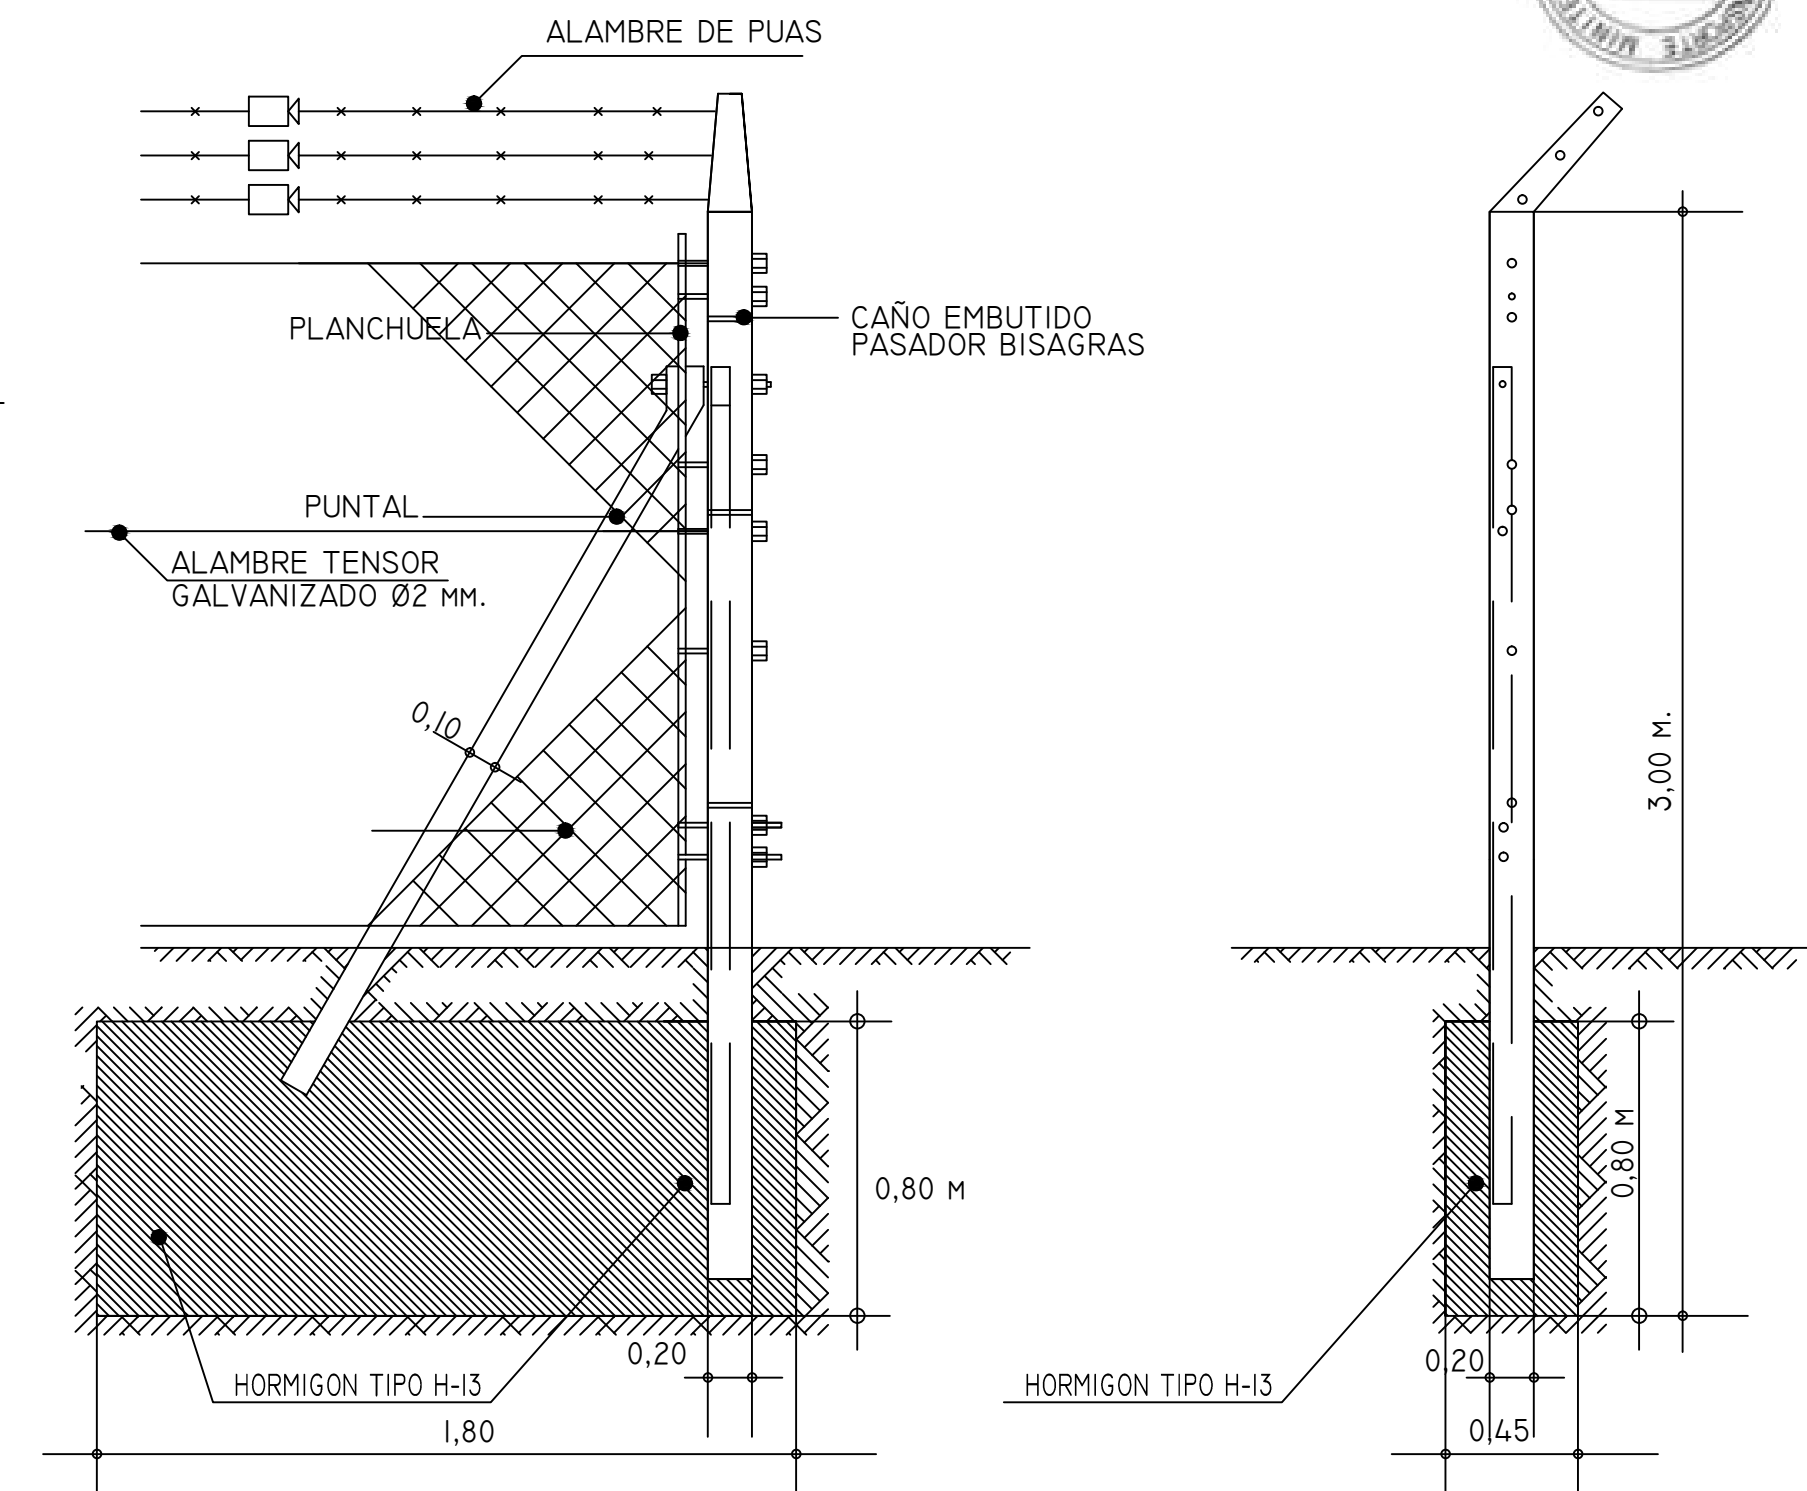 ALAMBRE DE PUAS
PLANCHUELA
CAÑO EMBUTIDO
PASADOR BISAGRAS
PUNTAL
ALAMBRE TENSOR
GALVANIZADO Ø2 MM.
0,10
3,00 M.
0,80 M
0,80 M
0,20
0,20
HORMIGON TIPO H-13
HORMIGON TIPO H-13
1,80
0,45